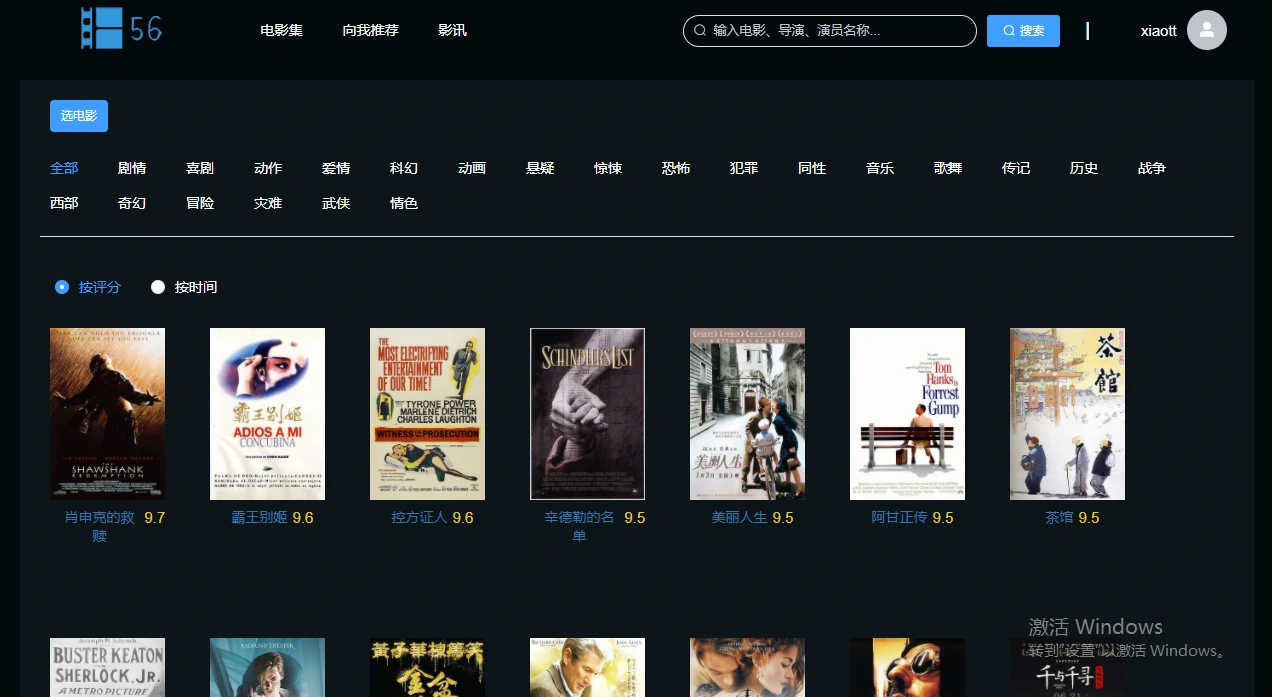 56
电影集 向我推荐 影讯
输入电影、导演、演员名称...
搜索
xiaott
选电影
全部 剧情 喜剧 动作 爱情 科幻 动画 悬疑 惊悚 恐怖 犯罪 同性 音乐 歌舞 传记 历史 战争
西部 奇幻 冒险 灾难 武侠 情色
按评分 按时间
THE
SHAWSHANK
REDEMPTION
霸王别姬
ADIOS A MI
CONCUBINA
THE
MOST ELECTRIFYING
ENTERTAINMENT
OF OUR TIME!
TYRONE POWER
MARLENE DIETRICH
CHARLES LAUGHTON
WITNESS FOR THE PROSECUTION
SCHINDLER'S LIST
美丽人生
Tom
Hanks is
Forrest
Gump
茶
館
肖申克的救赎 9.7
霸王别姬 9.6
控方证人 9.6
辛德勒的名单 9.5
美丽人生 9.5
阿甘正传 9.5
茶馆 9.5
BUSTER KEATON
SHERLOCK, JR.
A METRO PICTURE
黃子華棟篤笑
金盆
千与千寻
激活 Windows
转到"设置"以激活 Windows。